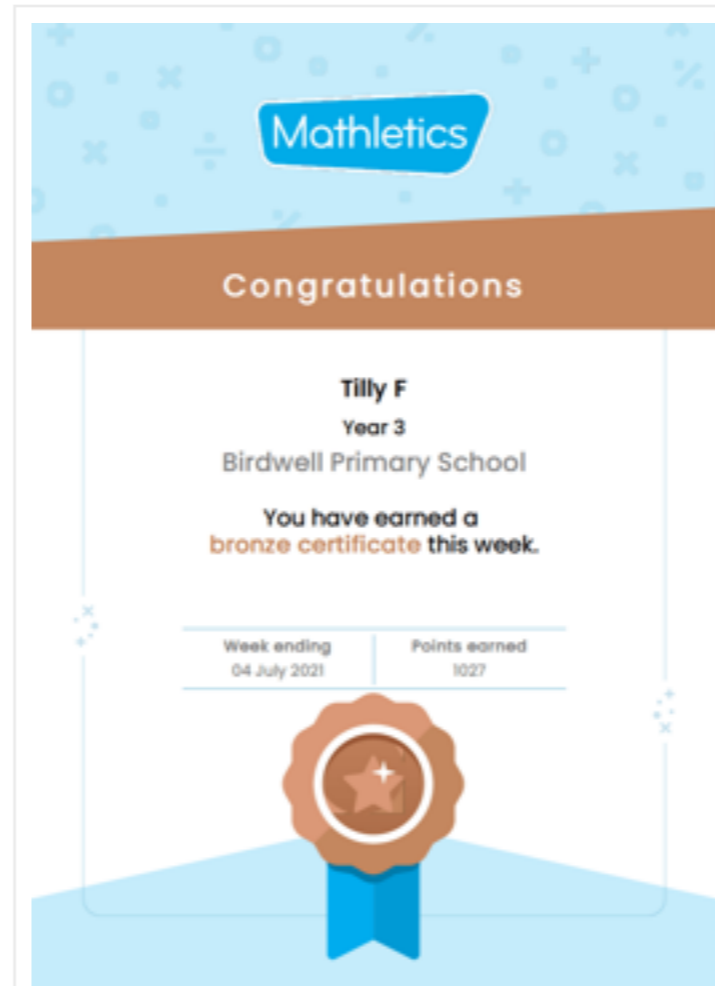 Mathletics
Congratulations
Tilly F
Year 3
Birdwell Primary School
You have earned a
bronze certificate this week.
Week ending
04 July 2021
Points earned
1027